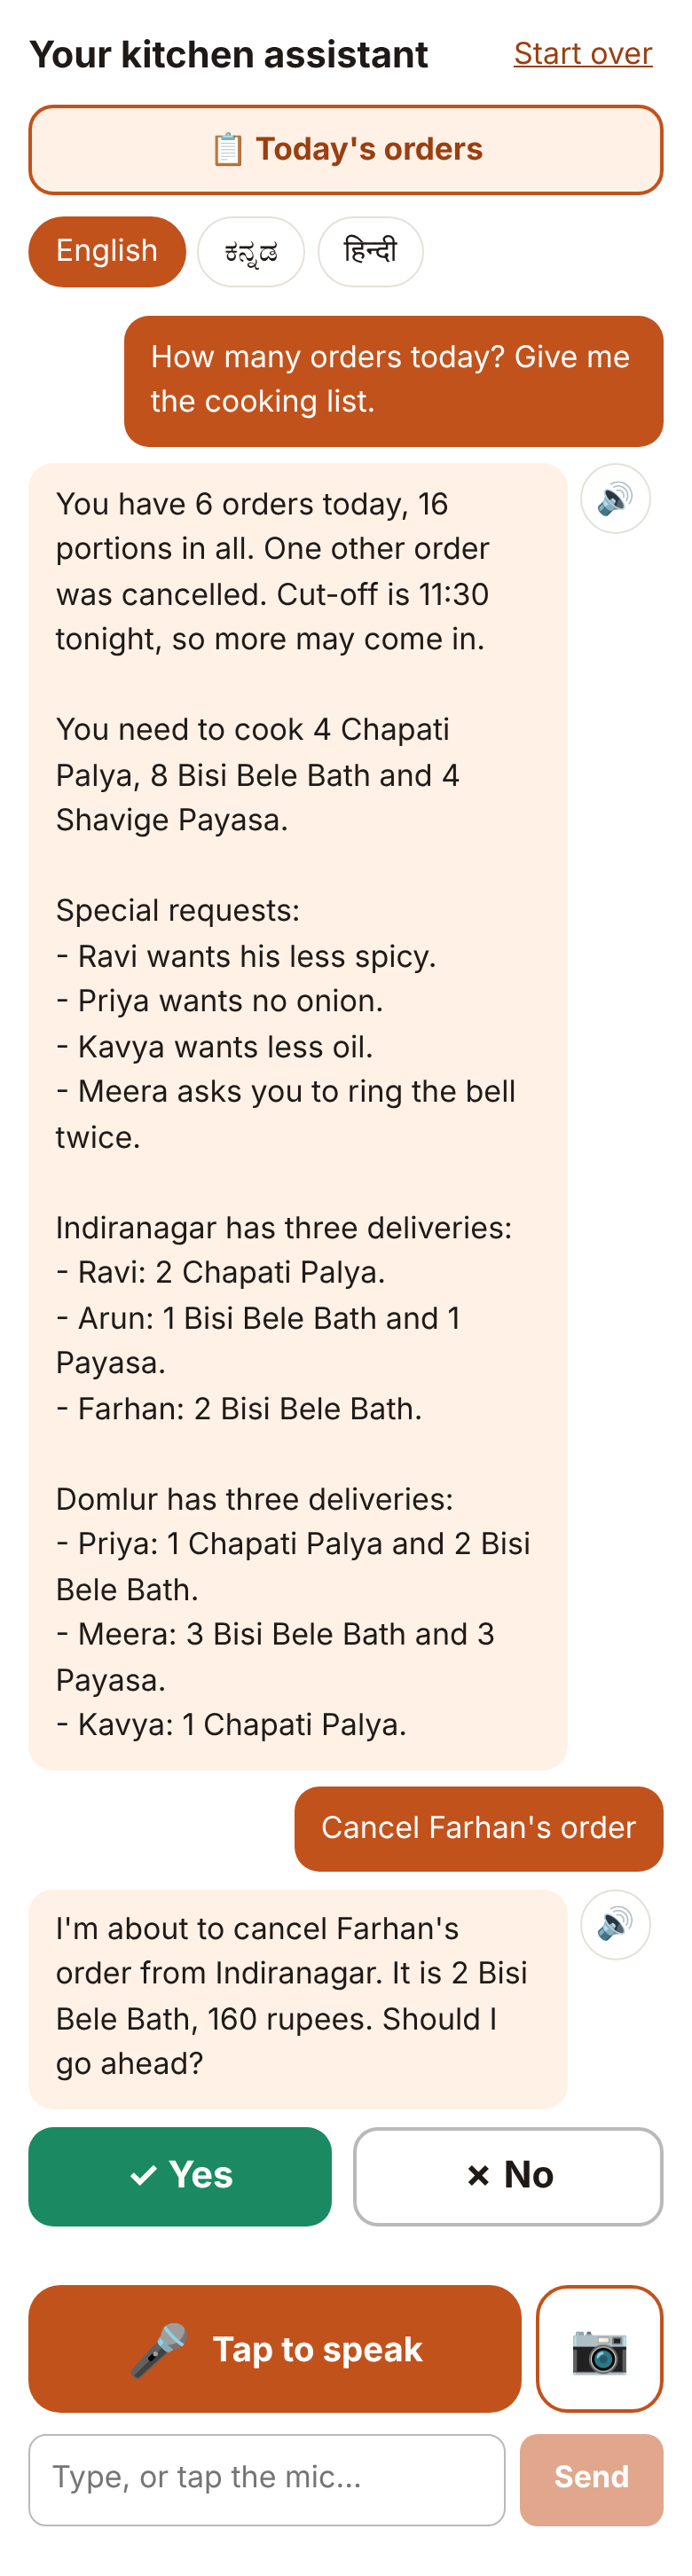 Your kitchen assistant
Start over
📋 Today's orders
English
ಕನ್ನಡ
हिन्दी
How many orders today? Give me
the cooking list.
You have 6 orders today, 16
portions in all. One other order
was cancelled. Cut-off is 11:30
tonight, so more may come in.
You need to cook 4 Chapati
Palya, 8 Bisi Bele Bath and 4
Shavige Payasa.
Special requests:
- Ravi wants his less spicy.
- Priya wants no onion.
- Kavya wants less oil.
- Meera asks you to ring the bell
twice.
Indiranagar has three deliveries:
- Ravi: 2 Chapati Palya.
- Arun: 1 Bisi Bele Bath and 1
Payasa.
- Farhan: 2 Bisi Bele Bath.
Domlur has three deliveries:
- Priya: 1 Chapati Palya and 2 Bisi
Bele Bath.
- Meera: 3 Bisi Bele Bath and 3
Payasa.
- Kavya: 1 Chapati Palya.
Cancel Farhan's order
I'm about to cancel Farhan's
order from Indiranagar. It is 2 Bisi
Bele Bath, 160 rupees. Should I
go ahead?
✓ Yes
✕ No
🎤 Tap to speak
Type, or tap the mic...
Send